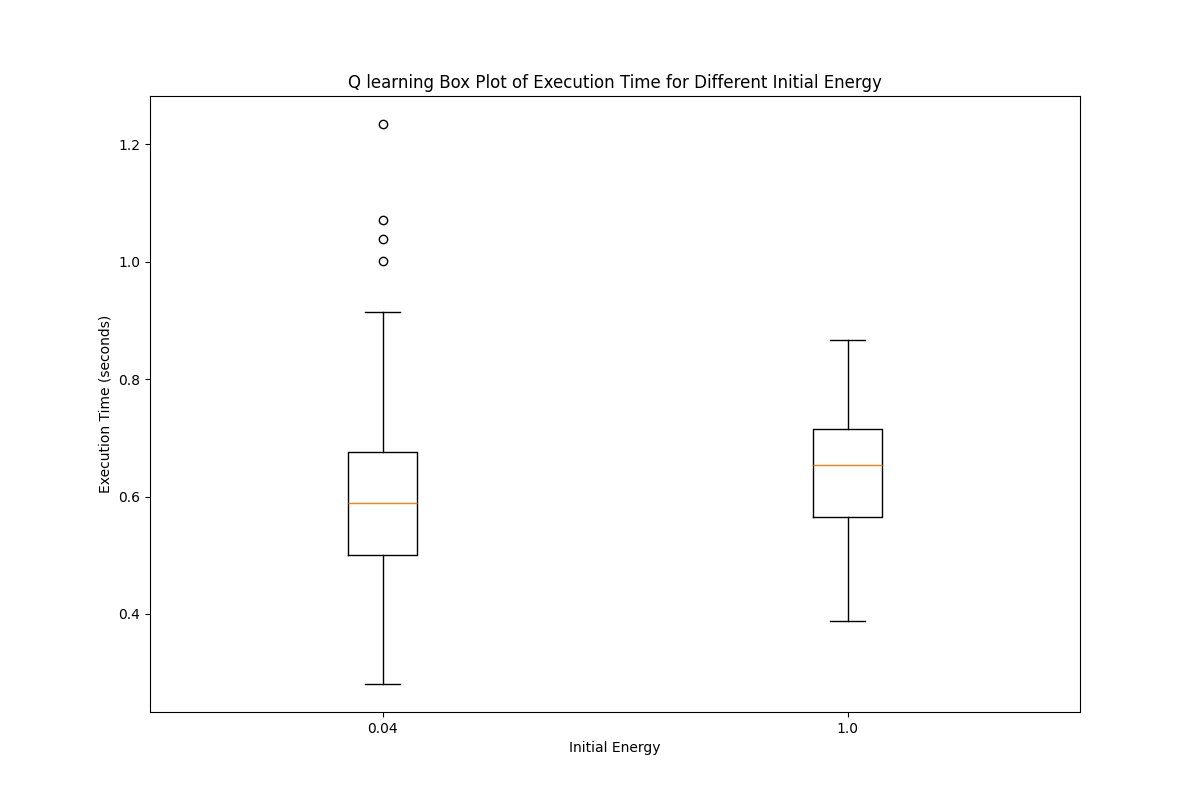 Q learning Box Plot of Execution Time for Different Initial Energy
1.2
1.0
0.8
0.6
0.4
Execution Time (seconds)
0.04
1.0
Initial Energy